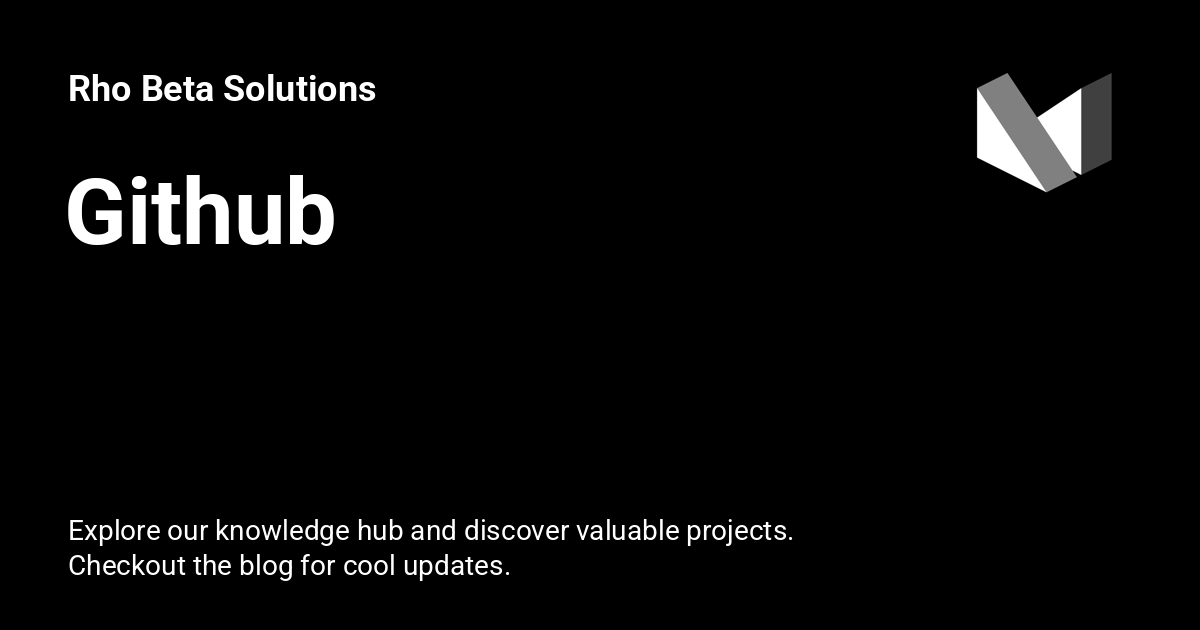 Rho Beta Solutions
Github
Explore our knowledge hub and discover valuable projects.
Checkout the blog for cool updates.